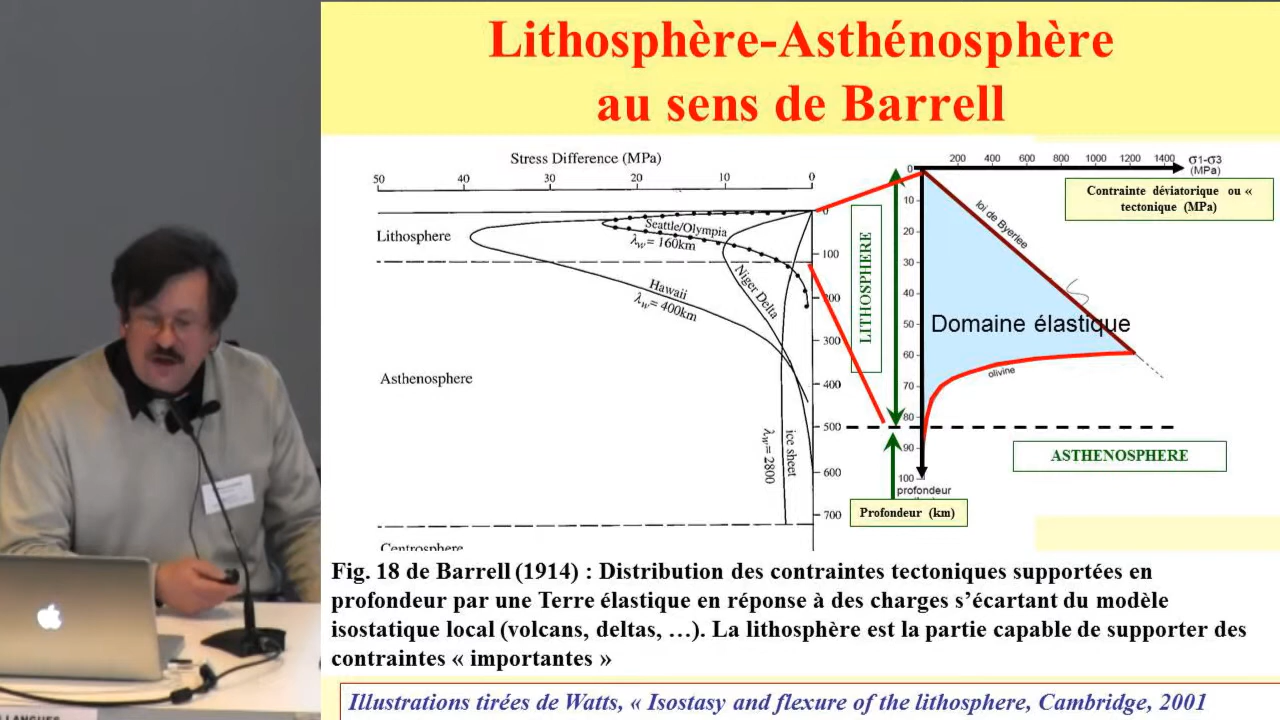 Lithosphère-Asthénosphère
au sens de Barrell
Stress Difference (MPa)
50 40 30 20 10 0
Lithosphere
Seattle/Olympia
λw = 160km
Hawaii
λw = 400km
Niger Delta
Asthenosphere
ice sheet
λw = 2800
Centrosphere
0
100
200
300
400
500
600
700
LITHOSPHERE
200 400 600 800 1000 1200 1400 σ1-σ3
(MPa)
Contrainte déviatorique ou «
tectonique (MPa)
0
10
20
30
40
50
60
70
80
90
100
loi de Byerlee
Domaine élastique
olivine
ASTHENOSPHERE
profondeur
Profondeur (km)
Fig. 18 de Barrell (1914) : Distribution des contraintes tectoniques supportées en
profondeur par une Terre élastique en réponse à des charges s’écartant du modèle
isostatique local (volcans, deltas, …). La lithosphère est la partie capable de supporter des
contraintes « importantes »
Illustrations tirées de Watts, « Isostasy and flexure of the lithosphere, Cambridge, 2001
LANGUES